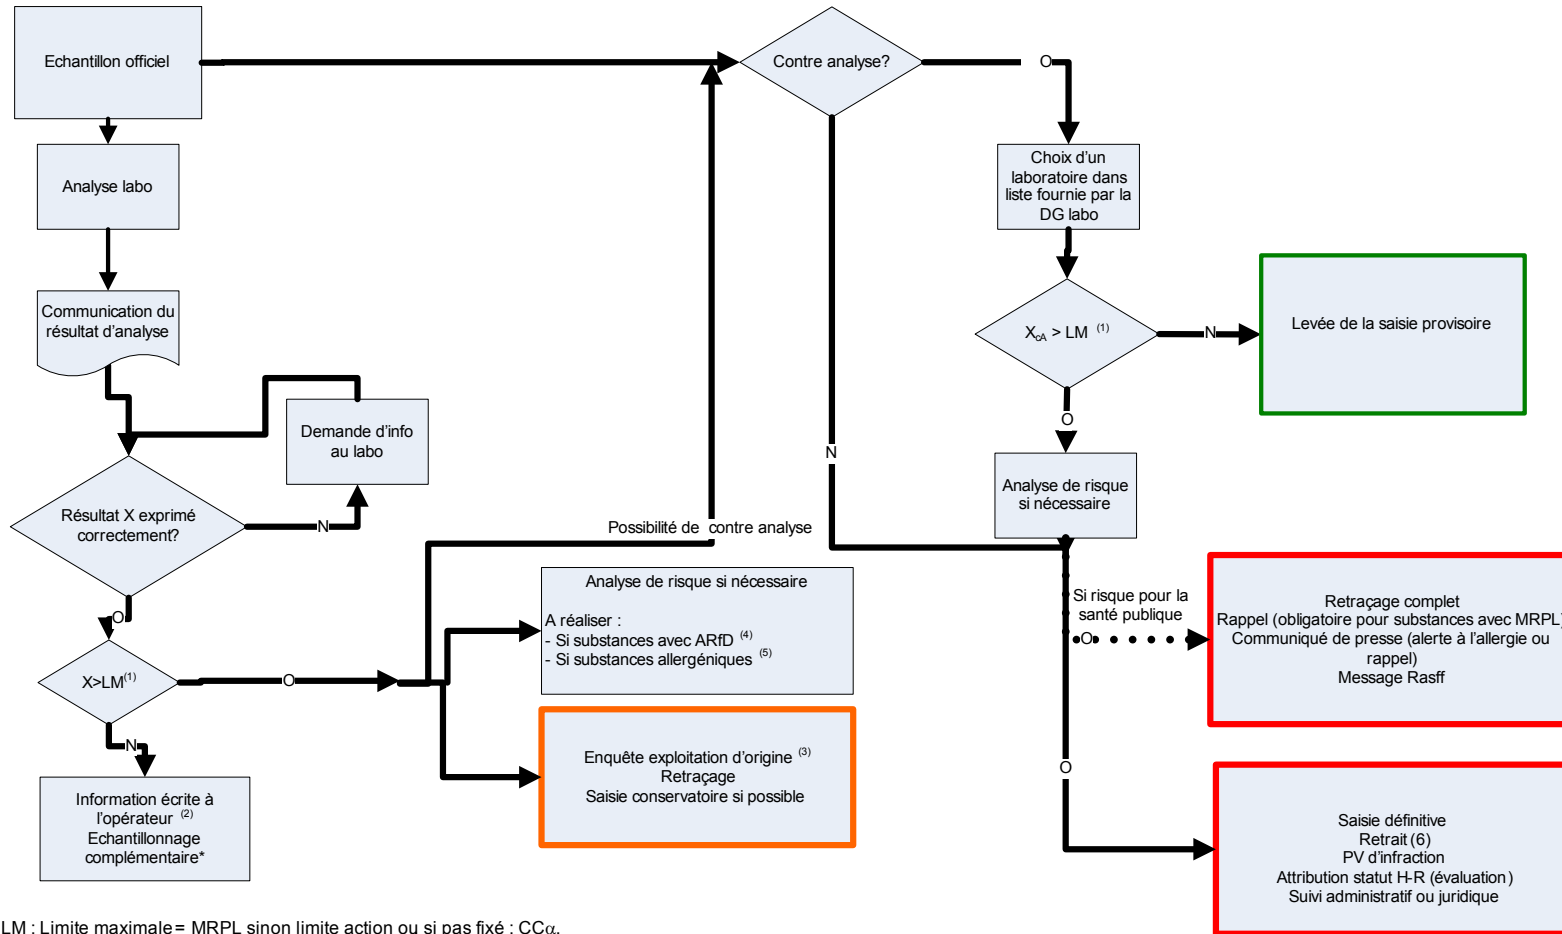 Echantillon officiel
Analyse labo
Communication du
résultat d'analyse
Demande d'info
au labo
N
Résultat X exprimé
correctement?
O
X>LM(1)
O
N
Information écrite à
l'opérateur (2)
Echantillonnage
complémentaire*
Possibilité de contre analyse
Analyse de risque si nécessaire
A réaliser :
- Si substances avec ARfD (4)
- Si substances allergéniques (5)
Enquête exploitation d'origine (3)
Retraçage
Saisie conservatoire si possible
Contre analyse?
O
N
Choix d'un
laboratoire dans
liste fournie par la
DG labo
XcA > LM (1)
N
Levée de la saisie provisoire
O
Analyse de risque
si nécessaire
Si risque pour la
santé publique
O
Retraçage complet
Rappel (obligatoire pour substances avec MRPL)
Communiqué de presse (alerte à l'allergie ou
rappel)
Message Rasff
O
Saisie définitive
Retrait (6)
PV d'infraction
Attribution statut H-R (évaluation)
Suivi administratif ou juridique
LM : Limite maximale = MRPL sinon limite action ou si pas fixé : CCα.